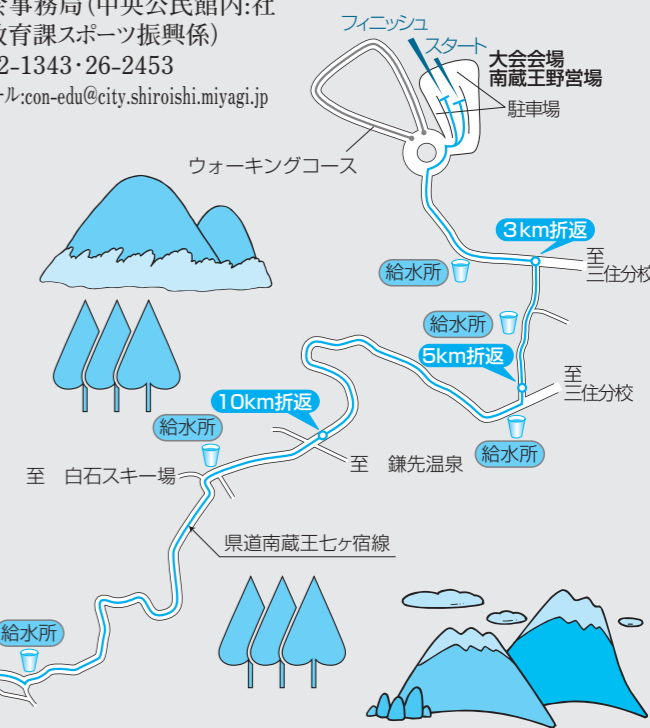 会事務局(中央公民館内:社
教育課スポーツ振興係)
2-1343・26-2453
ール:con-edu@city.shiroishi.miyagi.jp
フィニッシュ
スタート
大会会場
南蔵王野営場
駐車場
ウォーキングコース
3km折返
至
三住分校
給水所
給水所
5km折返
至
三住分校
10km折返
給水所
給水所
至 白石スキー場
至 鎌先温泉
県道南蔵王七ヶ宿線
給水所